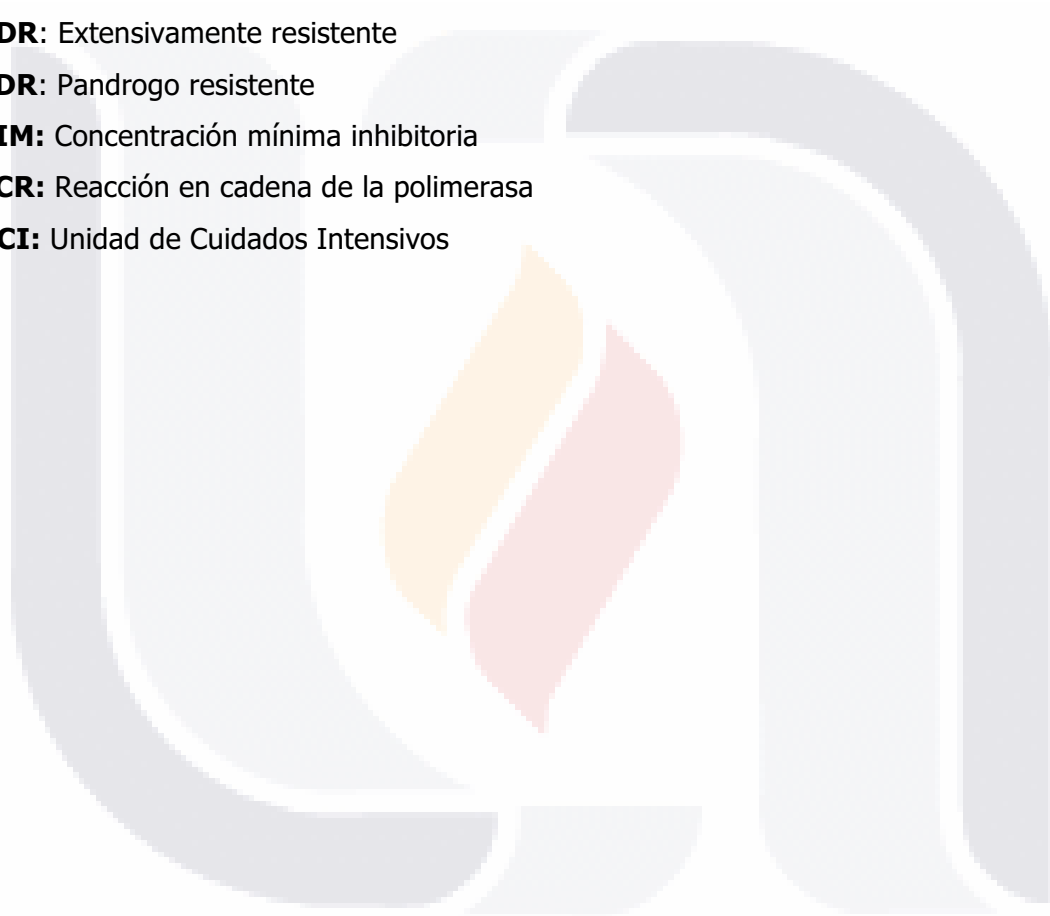 DR: Extensivamente resistente
DR: Pandrogo resistente
IM: Concentración mínima inhibitoria
CR: Reacción en cadena de la polimerasa
CI: Unidad de Cuidados Intensivos